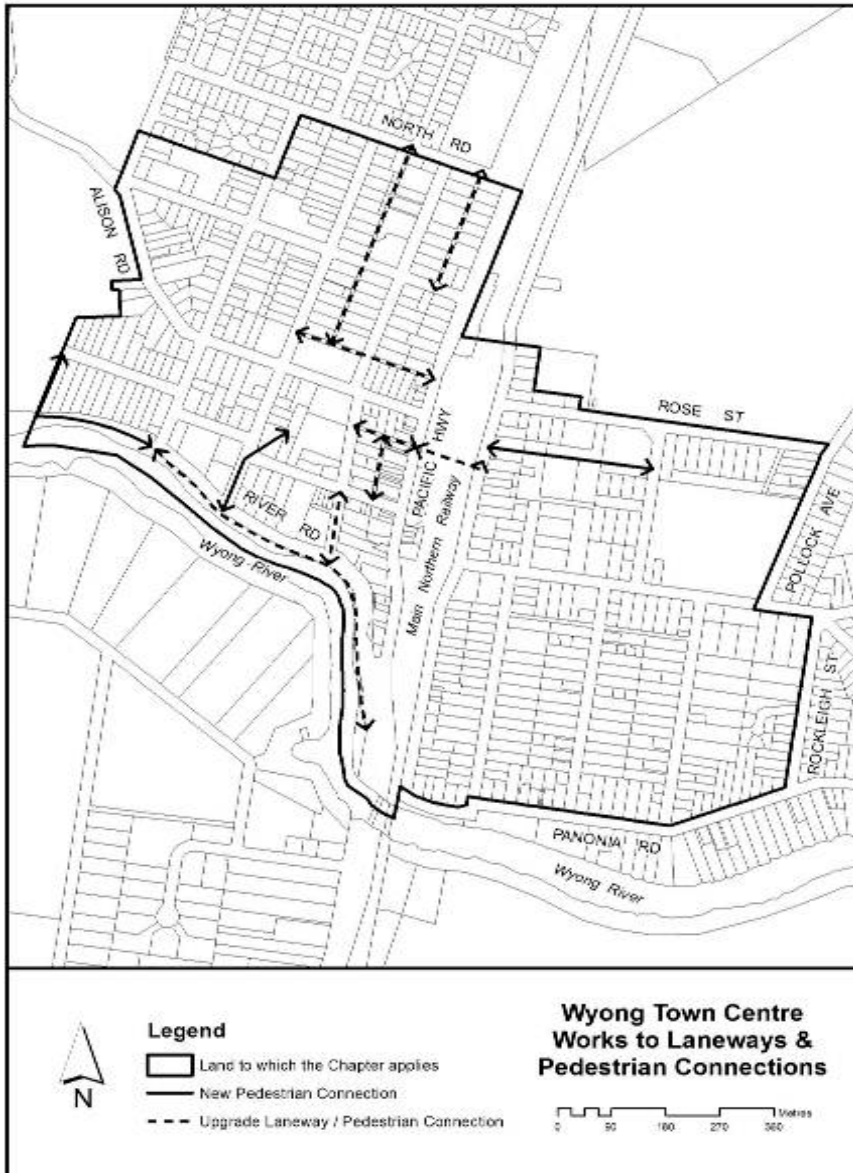 NORTH RD
ALISON RD
ROSE ST
PACIFIC HWY
POLLOCK AVE
RIVER RD
Main Northern Railway
Wyong River
ROCKLEIGH ST
PANONIA RD
Wyong River
N
Legend
Land to which the Chapter applies
New Pedestrian Connection
Upgrade Laneway / Pedestrian Connection
Wyong Town Centre
Works to Laneways &
Pedestrian Connections
Metres
0 90 180 270 360